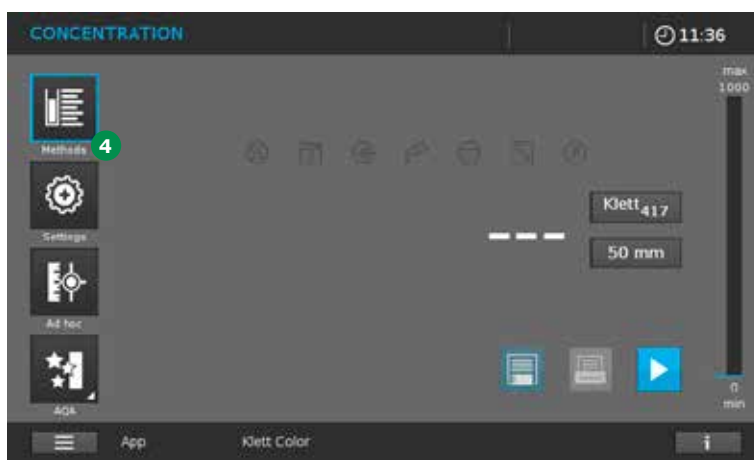 CONCENTRATION
11:36
max
1000
Methods
4
Settings
Klett417
50 mm
Ad hoc
AQA
0
min
App
Klett Color
i